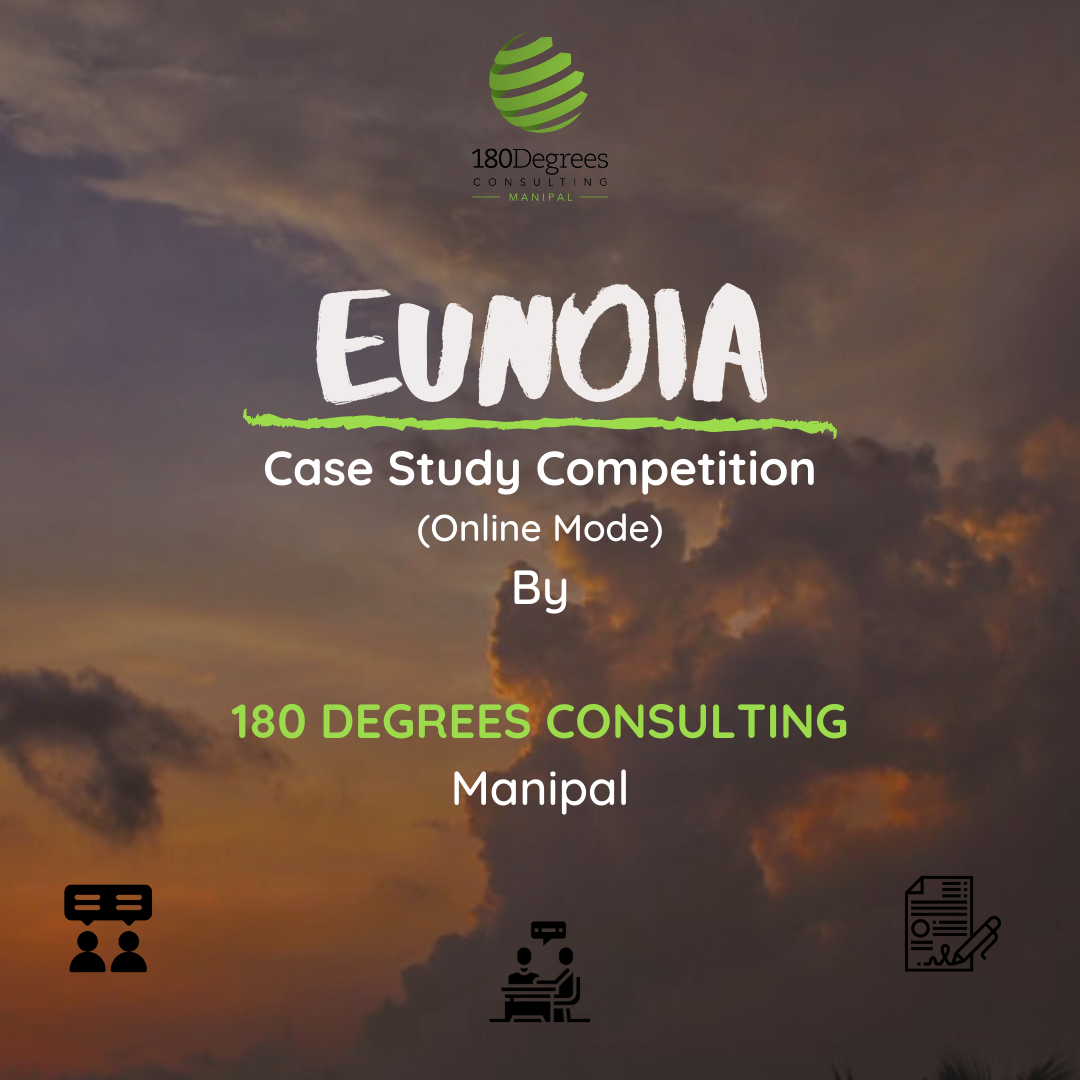 180Degrees
CONSULTING
MANIPAL
EUNOIA
Case Study Competition
(Online Mode)
By
180 DEGREES CONSULTING
Manipal